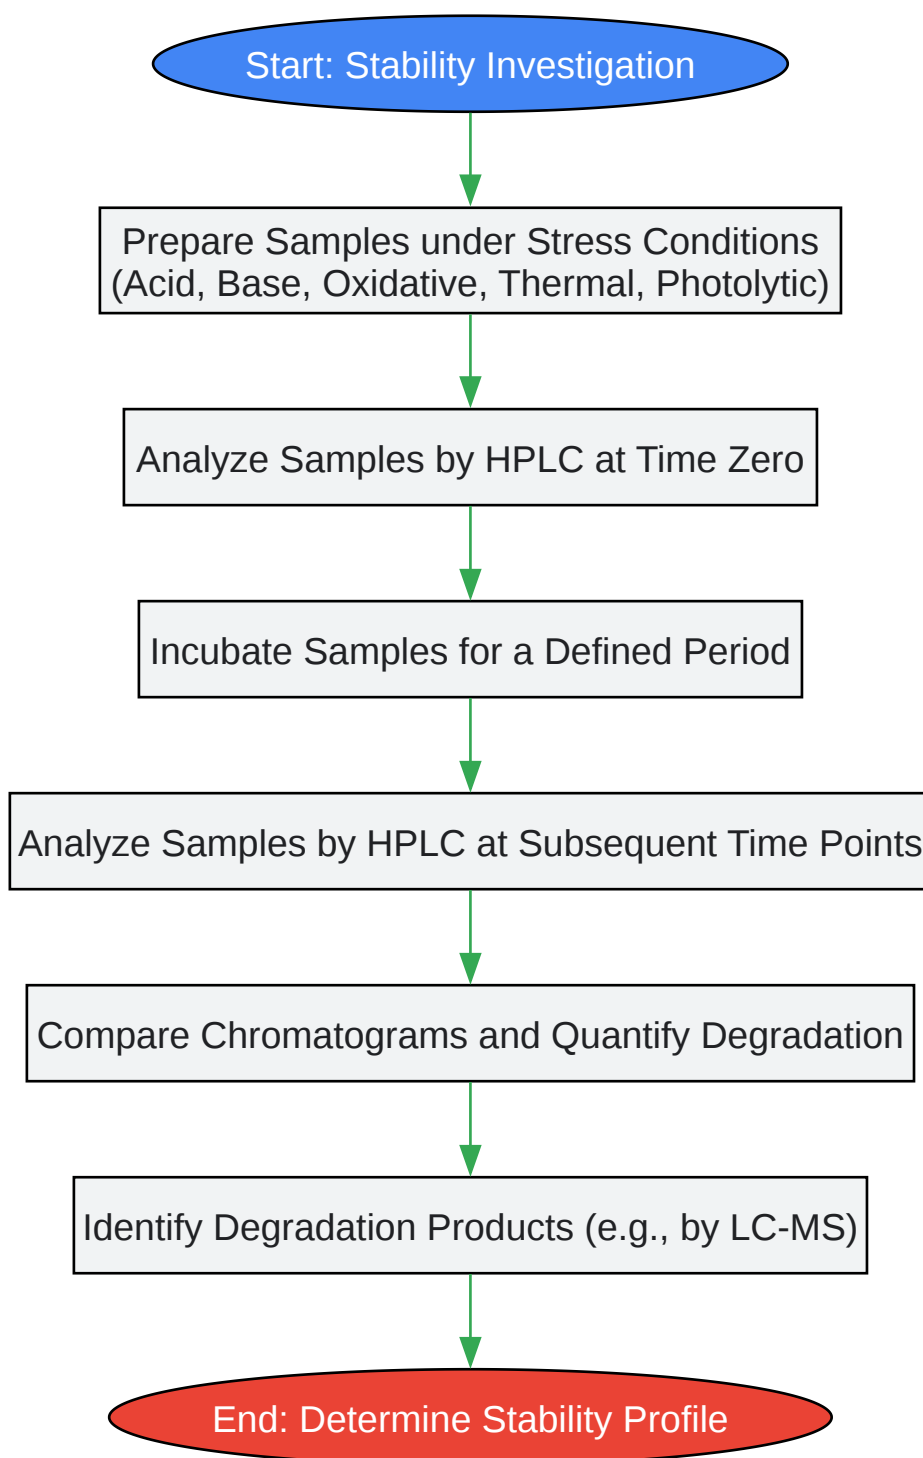 Start: Stability Investigation
Prepare Samples under Stress Conditions
(Acid, Base, Oxidative, Thermal, Photolytic)
Analyze Samples by HPLC at Time Zero
Incubate Samples for a Defined Period
Analyze Samples by HPLC at Subsequent Time Points
Compare Chromatograms and Quantify Degradation
Identify Degradation Products (e.g., by LC-MS)
End: Determine Stability Profile